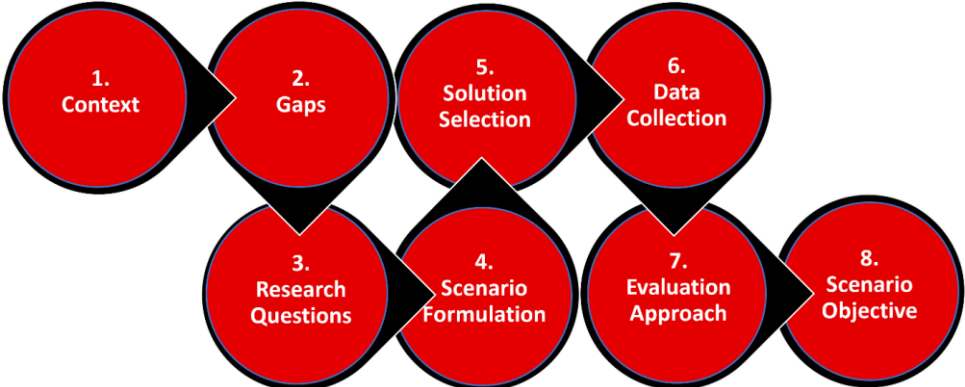 1.
Context
2.
Gaps
3.
Research
Questions
4.
Scenario
Formulation
5.
Solution
Selection
6.
Data
Collection
7.
Evaluation
Approach
8.
Scenario
Objective